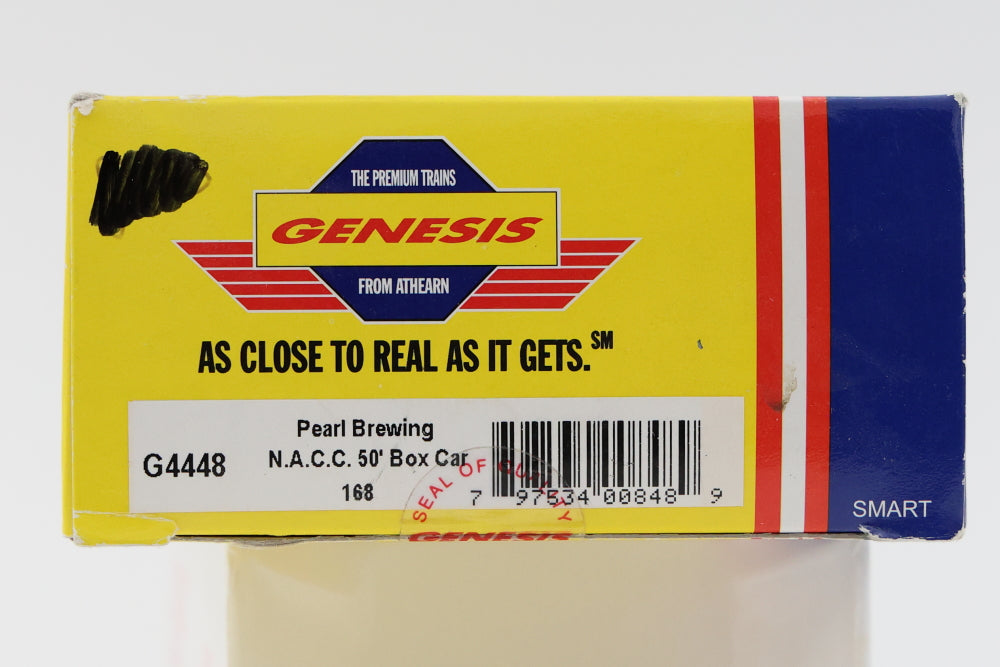 THE PREMIUM TRAINS
GENESIS
FROM ATHEARN
AS CLOSE TO REAL AS IT GETS.℠
G4448
Pearl Brewing
N.A.C.C. 50' Box Car
168
7 97534 00848 9
SEAL OF QUALITY
GENESIS
SMART